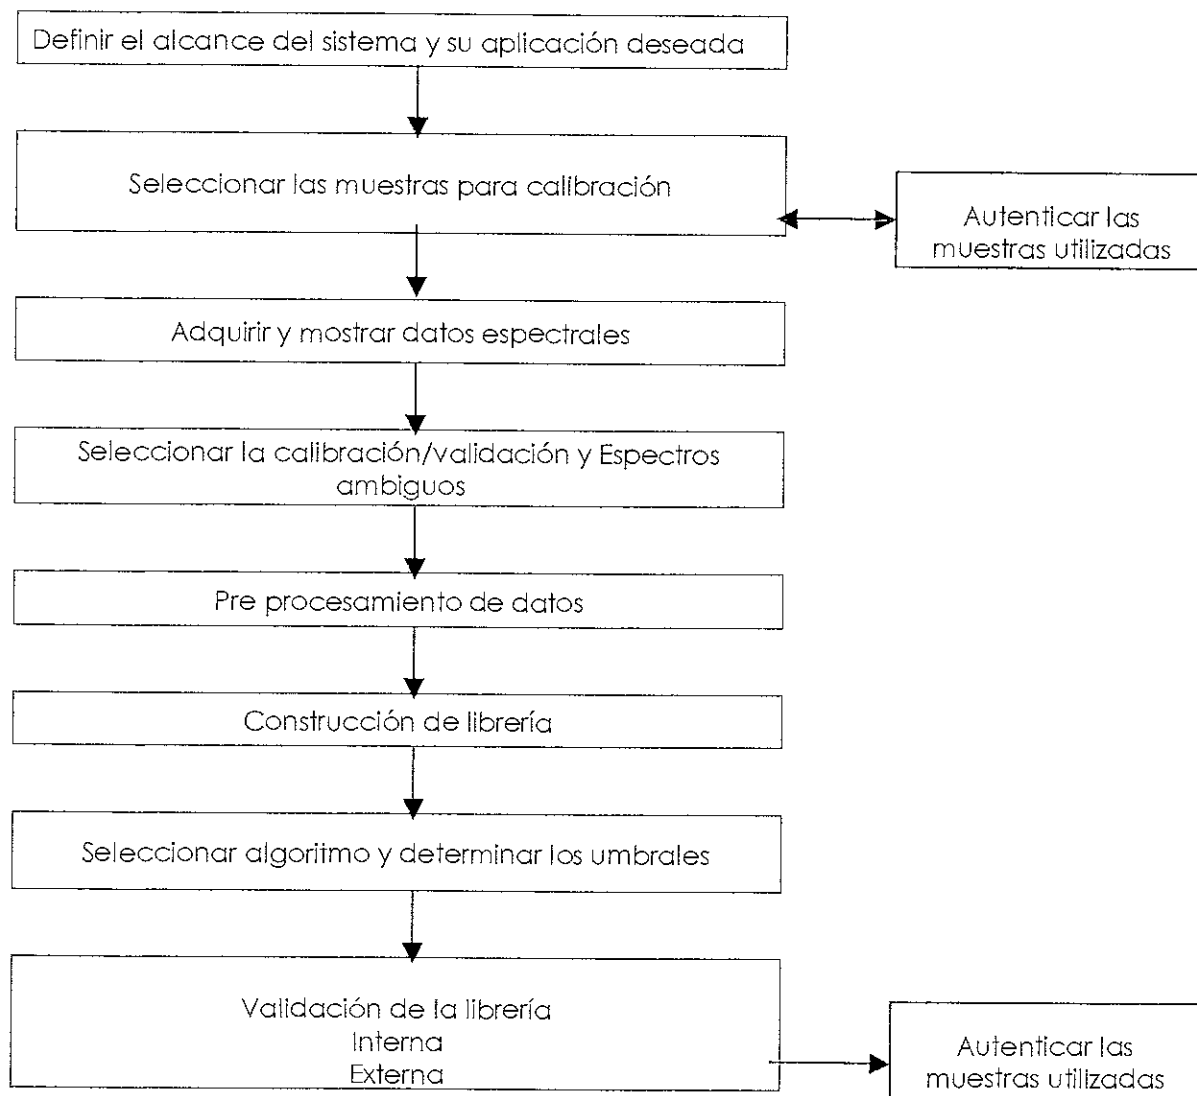 Definir el alcance del sistema y su aplicación deseada
Seleccionar las muestras para calibración
Autenticar las
muestras utilizadas
Adquirir y mostrar datos espectrales
Seleccionar la calibración/validación y Espectros
ambiguos
Pre procesamiento de datos
Construcción de librería
Seleccionar algoritmo y determinar los umbrales
Validación de la librería
Interna
Externa
Autenticar las
muestras utilizadas